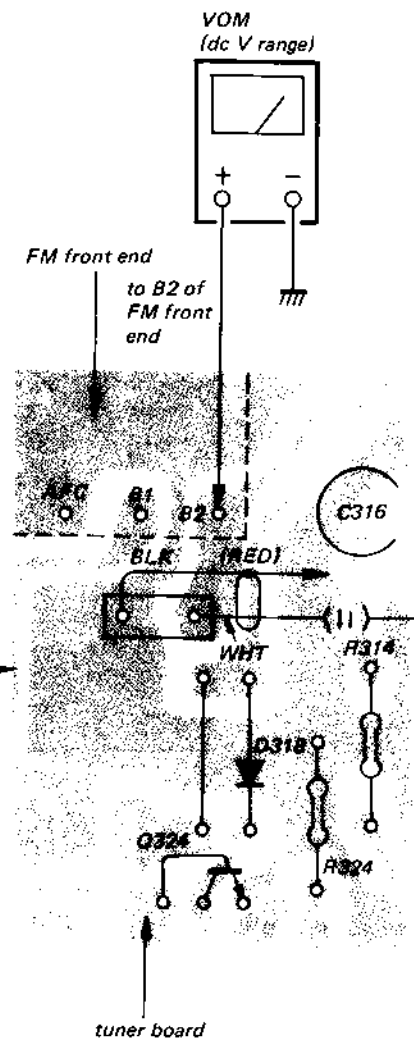 VOM
(dc V range)
+ −
FM front end
to B2 of
FM front
end
AFC B1 B2
C316
BLK (RED)
WHT
R314
D318
Q324
R324
tuner board